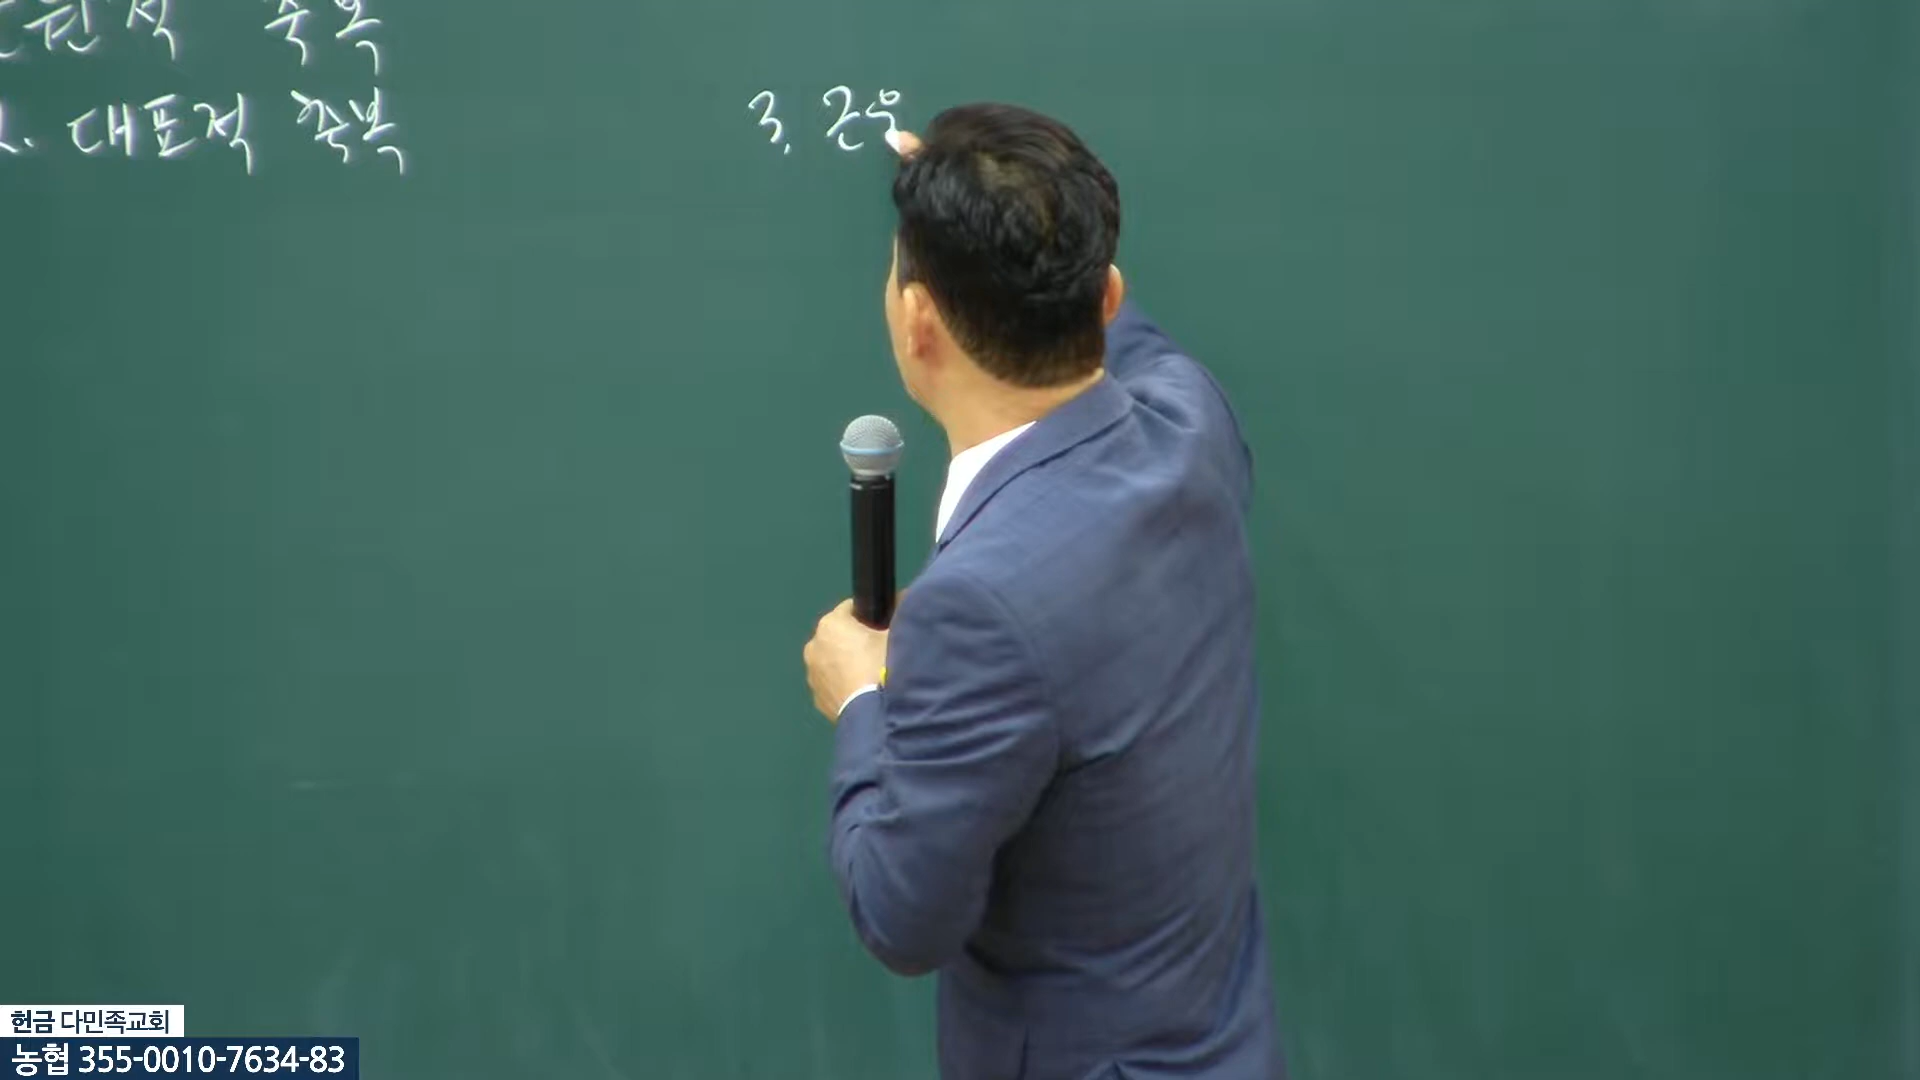 축복
2. 대표적 축복
3. 근
헌금 다민족교회
농협 355-0010-7634-83